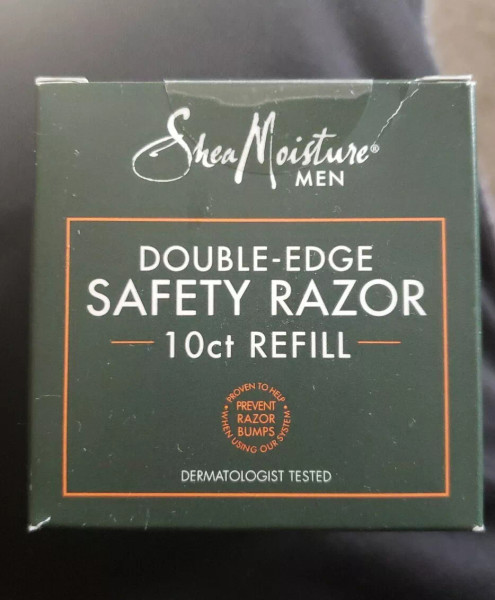 SheaMoisture®
MEN
DOUBLE-EDGE
SAFETY RAZOR
10ct REFILL
PROVEN TO HELP
PREVENT
RAZOR
BUMPS
• WHEN USING OUR SYSTEM •
DERMATOLOGIST TESTED